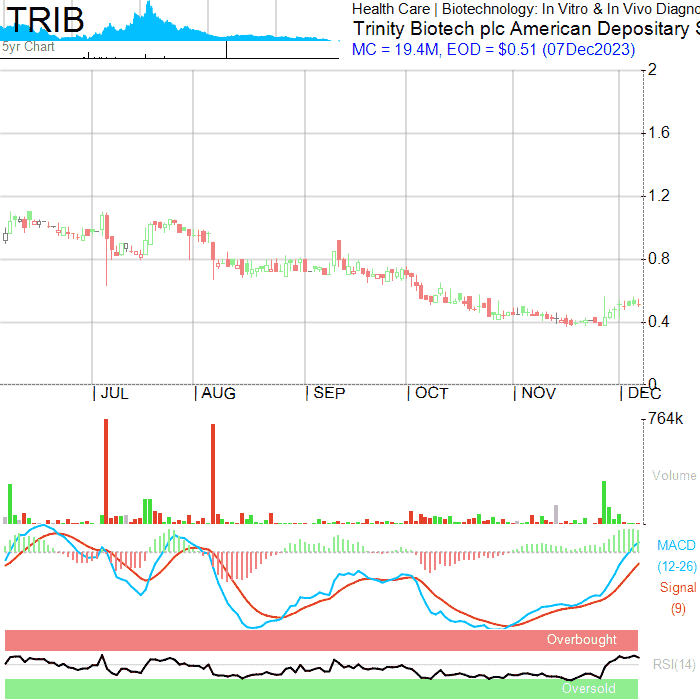 TRIB
5yr Chart
Health Care | Biotechnology: In Vitro & In Vivo Diagno
Trinity Biotech plc American Depositary S
MC = 19.4M, EOD = $0.51 (07Dec2023)
2
1.6
1.2
0.8
0.4
0
JUL AUG SEP OCT NOV DEC
764k
Volume
MACD
(12-26)
Signal
(9)
Overbought
RSI(14)
Oversold